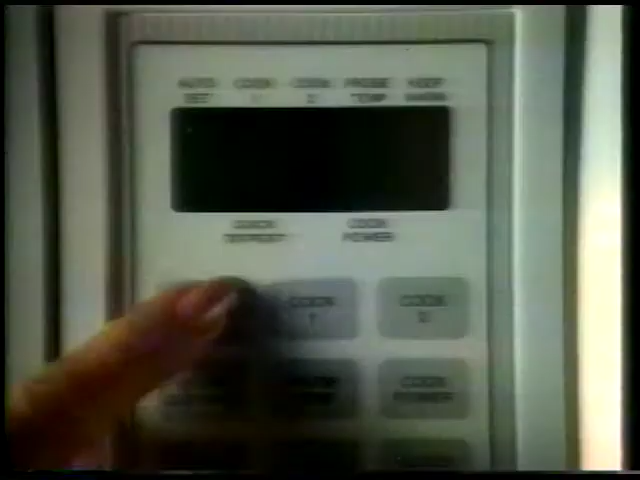 AUTO COOK COOK PROBE KEEP
SET 1 2 TEMP WARM
QUICK COOK
DEFROST POWER
COOK COOK
1 2
COOK
POWER